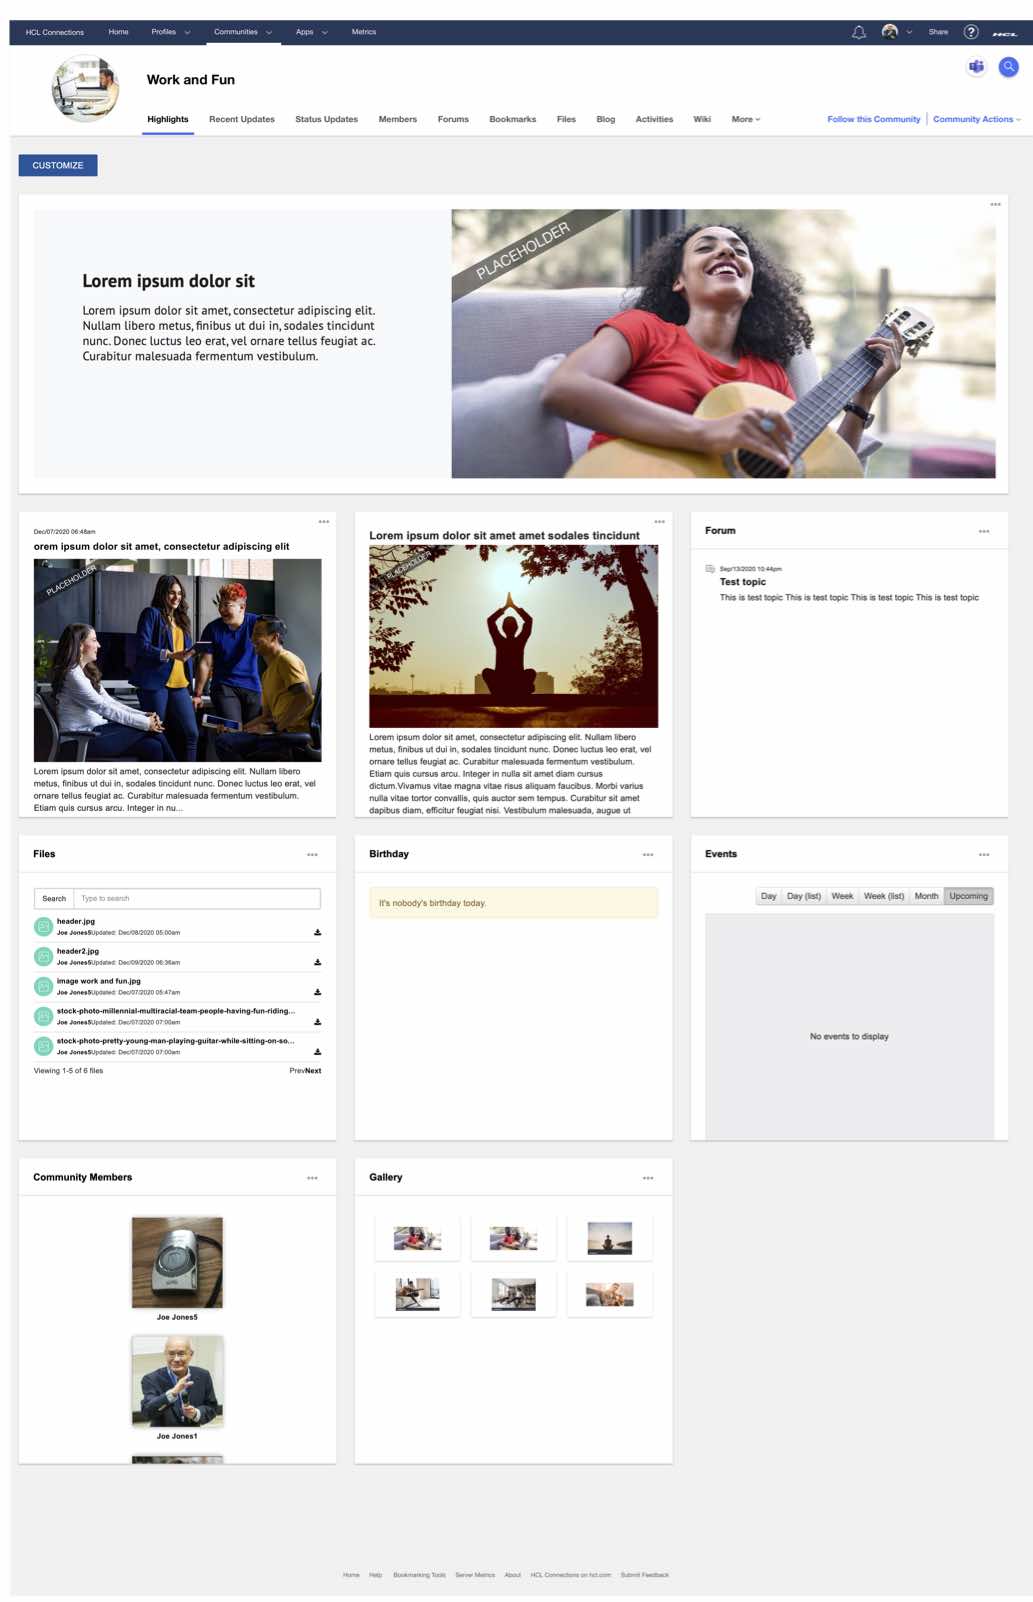 HCL Connections Home Profiles Communities Apps Metrics Share ? HCL
Work and Fun
Highlights Recent Updates Status Updates Members Forums Bookmarks Files Blog Activities Wiki More Follow this Community Community Actions
CUSTOMIZE
PLACEHOLDER
Lorem ipsum dolor sit
Lorem ipsum dolor sit amet, consectetur adipiscing elit.
Nullam libero metus, finibus ut dui in, sodales tincidunt
nunc. Donec luctus leo erat, vel ornare tellus feugiat ac.
Curabitur malesuada fermentum vestibulum.
Dec/07/2020 06:48am
orem ipsum dolor sit amet, consectetur adipiscing elit
PLACEHOLDER
Lorem ipsum dolor sit amet, consectetur adipiscing elit. Nullam libero
metus, finibus ut dui in, sodales tincidunt nunc. Donec luctus leo erat, vel
ornare tellus feugiat ac. Curabitur malesuada fermentum vestibulum.
Etiam quis cursus arcu. Integer in nu...
Lorem ipsum dolor sit amet amet sodales tincidunt
PLACEHOLDER
Lorem ipsum dolor sit amet, consectetur adipiscing elit. Nullam libero
metus, finibus ut dui in, sodales tincidunt nunc. Donec luctus leo erat, vel
ornare tellus feugiat ac. Curabitur malesuada fermentum vestibulum.
Etiam quis cursus arcu. Integer in nulla sit amet diam cursus
dictum.Vivamus vitae magna vitae risus aliquam faucibus. Morbi varius
nulla vitae tortor convallis, quis auctor sem tempus. Curabitur sit amet
dapibus diam, efficitur feugiat nisi. Vestibulum malesuada, augue ut
Forum
Sep/13/2020 10:44pm
Test topic
This is test topic This is test topic This is test topic This is test topic
Files
Search Type to search
header.jpg
Joe Jones5Updated: Dec/08/2020 05:00am
header2.jpg
Joe Jones5Updated: Dec/09/2020 06:36am
image work and fun.jpg
Joe Jones5Updated: Dec/07/2020 05:47am
stock-photo-millennial-multiracial-team-people-having-fun-riding...
Joe Jones5Updated: Dec/07/2020 07:00am
stock-photo-pretty-young-man-playing-guitar-while-sitting-on-so...
Joe Jones5Updated: Dec/07/2020 07:00am
Viewing 1-5 of 6 files PrevNext
Birthday
It's nobody's birthday today.
Events
Day Day (list) Week Week (list) Month Upcoming
No events to display
Community Members
Joe Jones5
Joe Jones1
Gallery
Home Help Bookmarking Tools Server Metrics About HCL Connections on hcl.com Submit Feedback